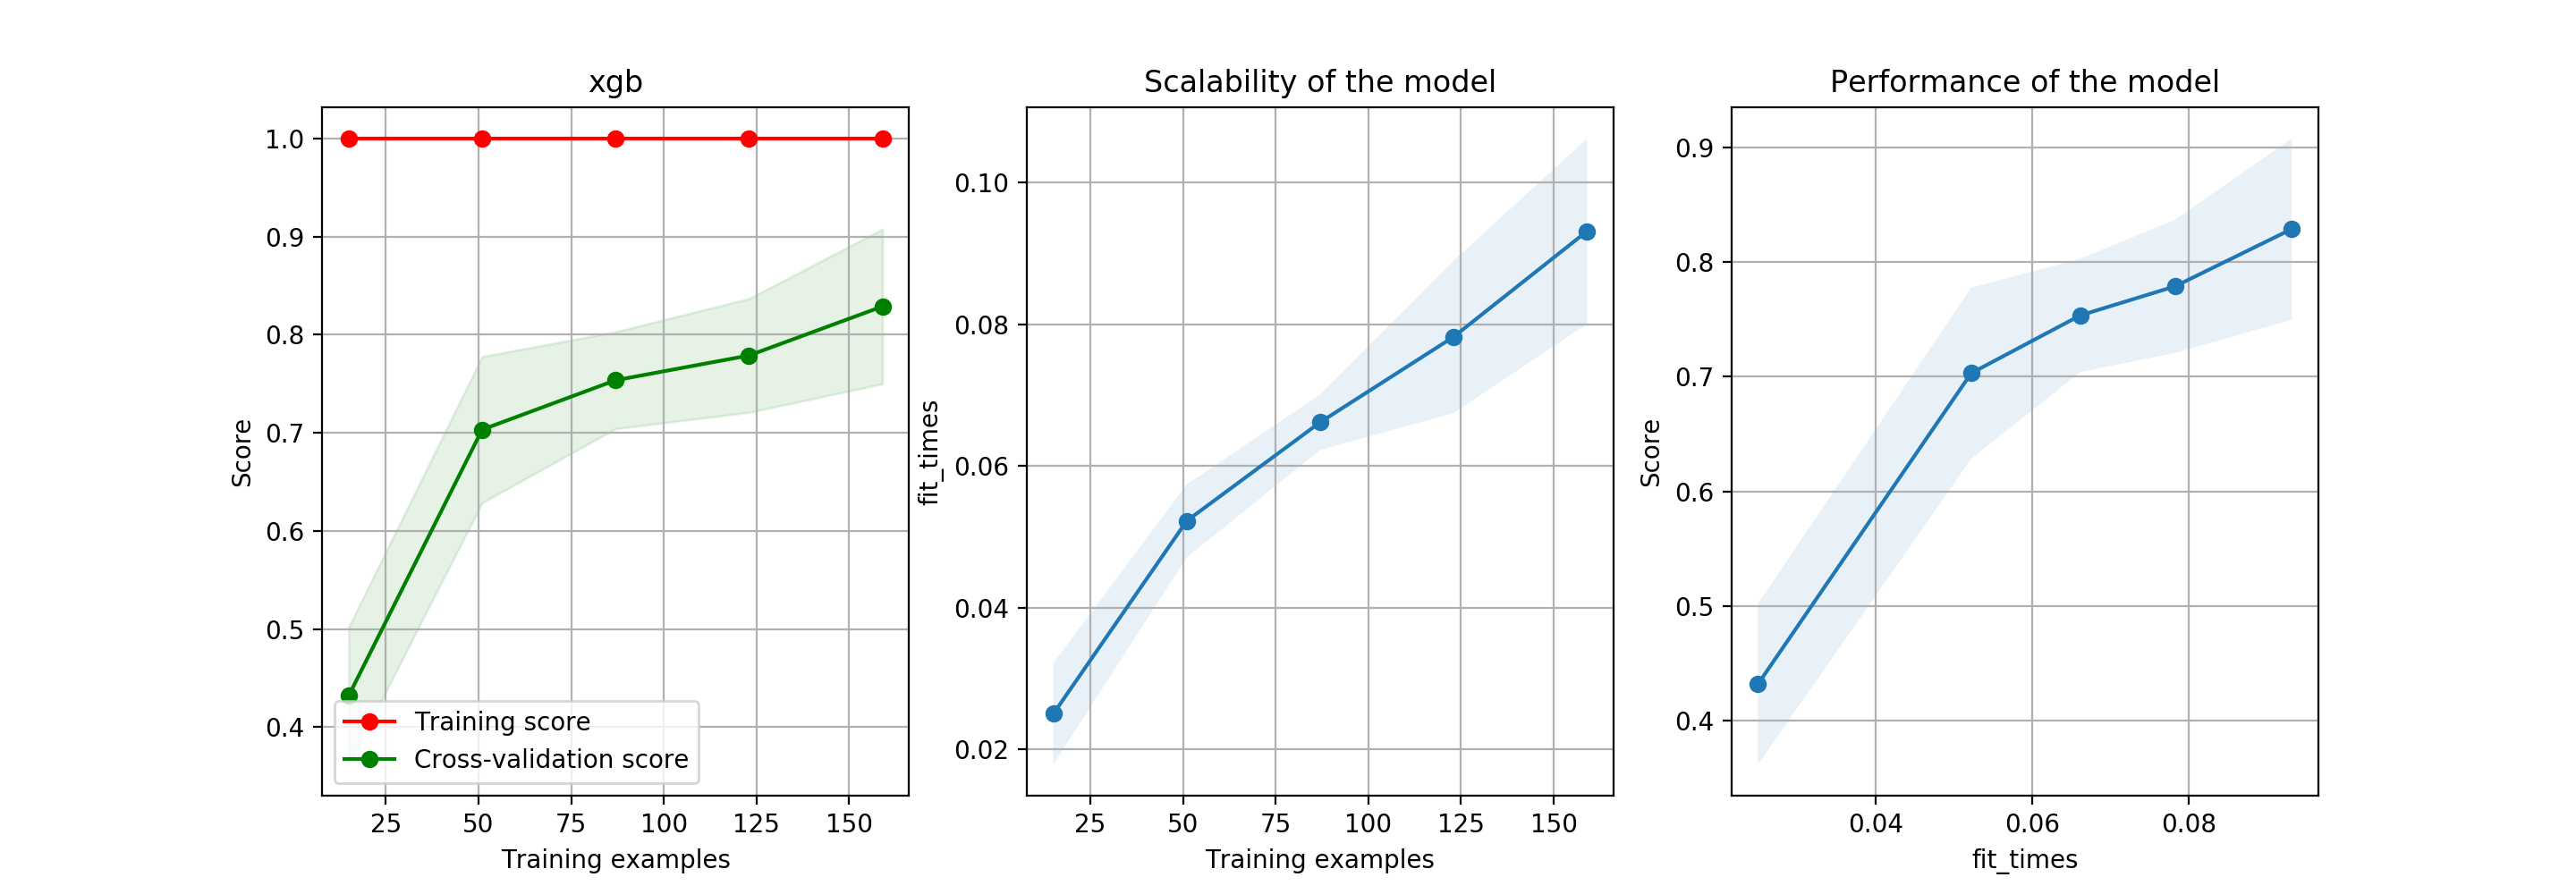 xgb
1.0
0.9
0.8
0.7
0.6
0.5
0.4
Score
Training score
Cross-validation score
25 50 75 100 125 150
Training examples
Scalability of the model
0.10
0.08
0.06
0.04
0.02
fit_times
25 50 75 100 125 150
Training examples
Performance of the model
0.9
0.8
0.7
0.6
0.5
0.4
Score
0.04 0.06 0.08
fit_times